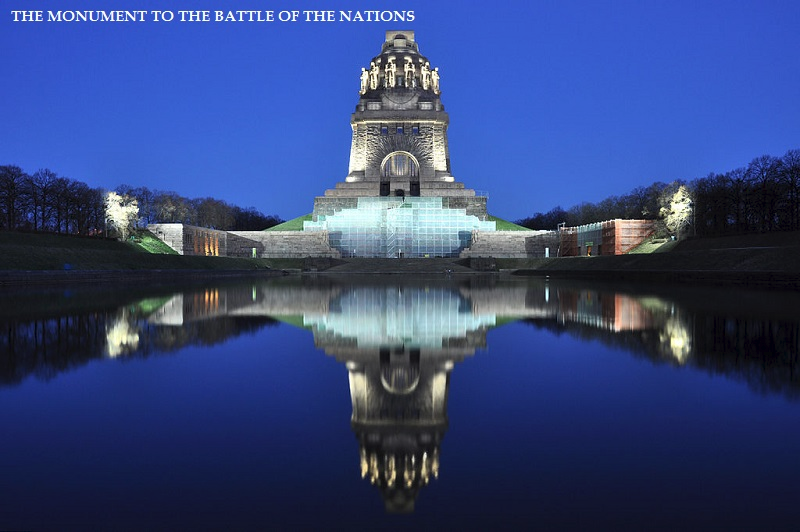 THE MONUMENT TO THE BATTLE OF THE NATIONS